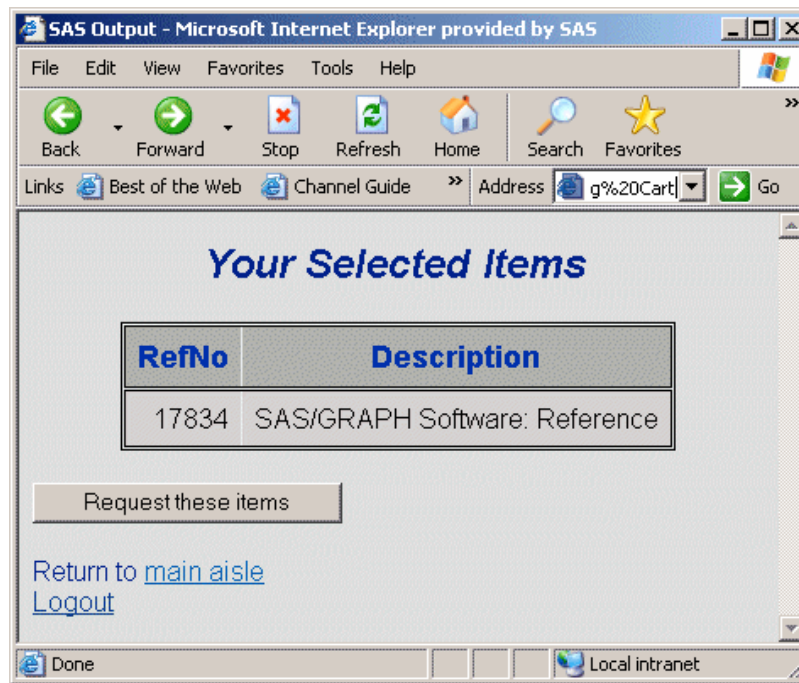 SAS Output - Microsoft Internet Explorer provided by SAS
File Edit View Favorites Tools Help
Back Forward Stop Refresh Home Search Favorites »
Links Best of the Web Channel Guide » Address g%20Cart Go
Your Selected Items
RefNo Description
17834 SAS/GRAPH Software: Reference
Request these items
Return to main aisle
Logout
Done Local intranet